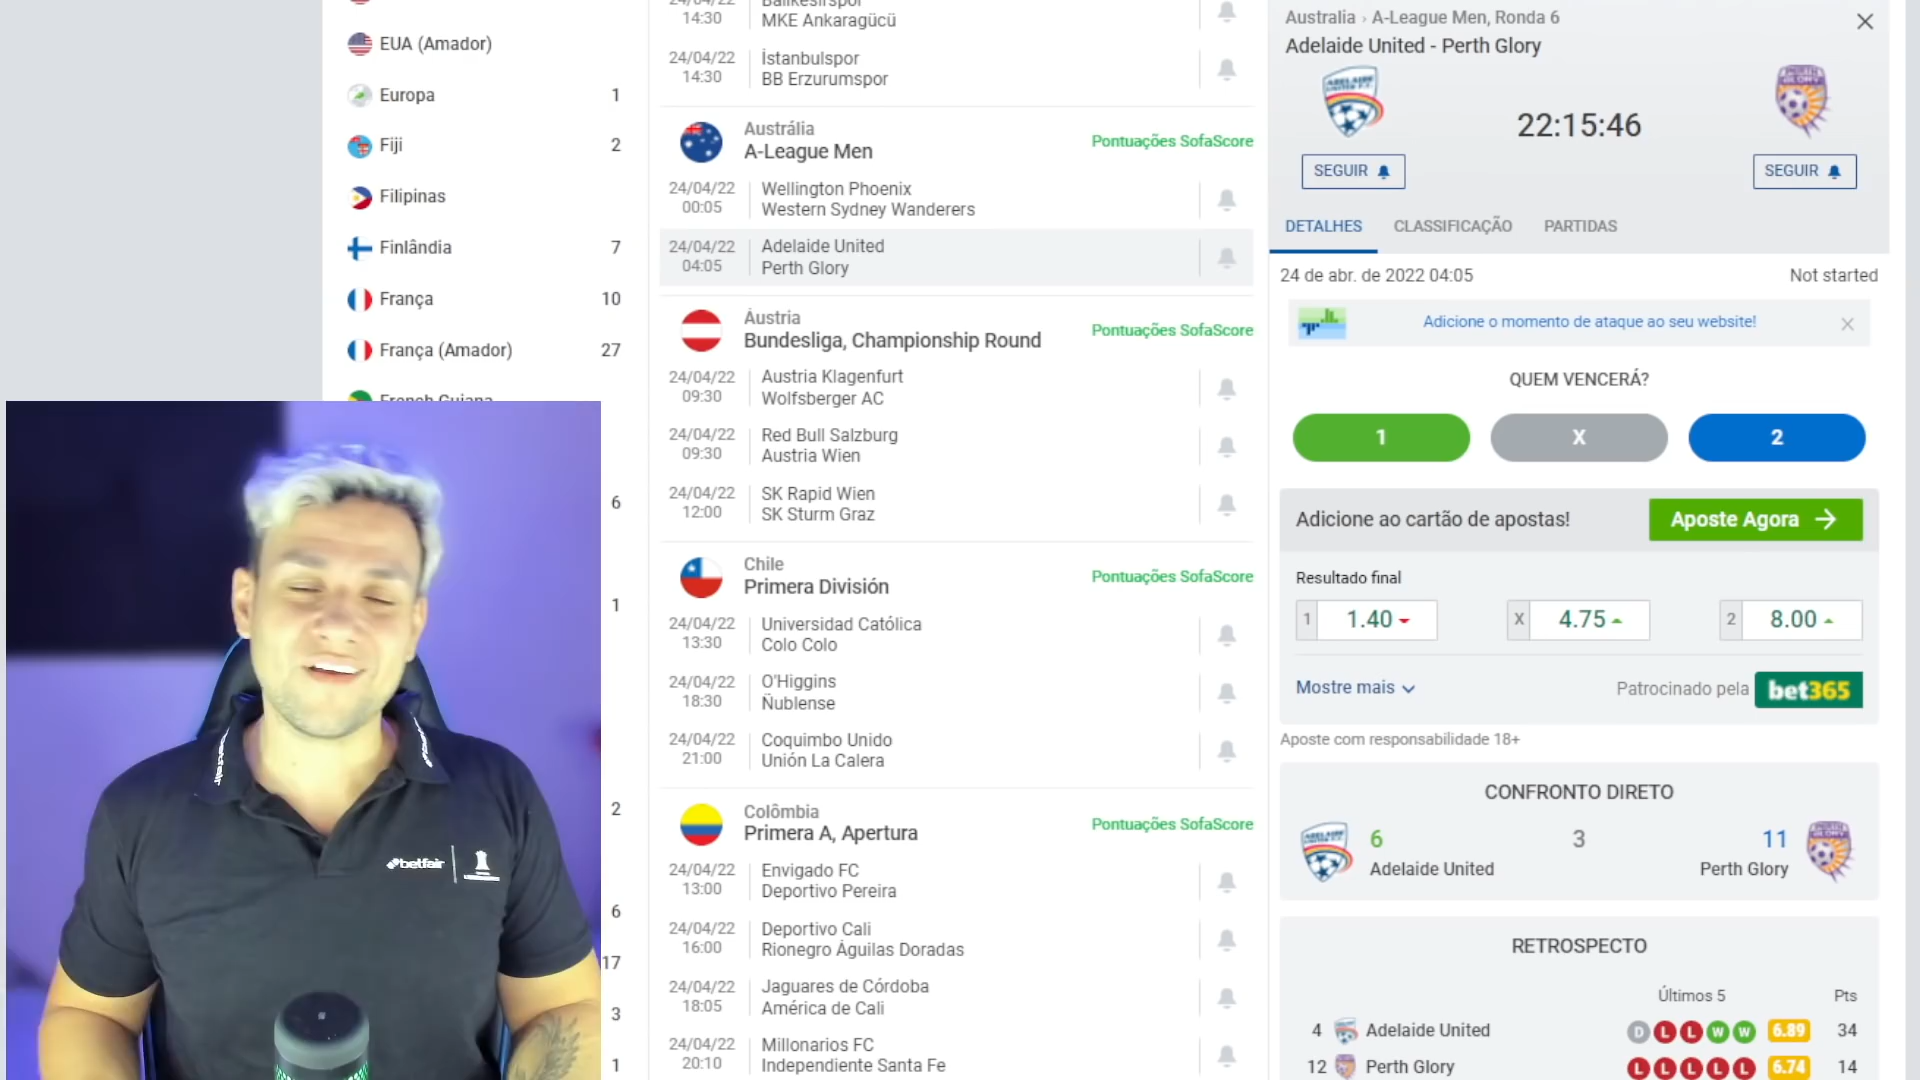 EUA (Amador)
Europa 1
Fiji 2
Filipinas
Finlândia 7
França 10
França (Amador) 27
6
1
2
6
17
3
1
14:30
MKE Ankaragücü
24/04/22
14:30
İstanbulspor
BB Erzurumspor
Austrália
A-League Men
Pontuações SofaScore
24/04/22
00:05
Wellington Phoenix
Western Sydney Wanderers
24/04/22
04:05
Adelaide United
Perth Glory
Áustria
Bundesliga, Championship Round
Pontuações SofaScore
24/04/22
09:30
Austria Klagenfurt
Wolfsberger AC
24/04/22
09:30
Red Bull Salzburg
Austria Wien
24/04/22
12:00
SK Rapid Wien
SK Sturm Graz
Chile
Primera División
Pontuações SofaScore
24/04/22
13:30
Universidad Católica
Colo Colo
24/04/22
18:30
O'Higgins
Ñublense
24/04/22
21:00
Coquimbo Unido
Unión La Calera
Colômbia
Primera A, Apertura
Pontuações SofaScore
24/04/22
13:00
Envigado FC
Deportivo Pereira
24/04/22
16:00
Deportivo Cali
Rionegro Águilas Doradas
24/04/22
18:05
Jaguares de Córdoba
América de Cali
24/04/22
20:10
Millonarios FC
Independiente Santa Fe
Australia › A-League Men, Ronda 6
Adelaide United - Perth Glory
22:15:46
SEGUIR
SEGUIR
DETALHES CLASSIFICAÇÃO PARTIDAS
24 de abr. de 2022 04:05 Not started
Adicione o momento de ataque ao seu website!
QUEM VENCERÁ?
1 X 2
Adicione ao cartão de apostas! Aposte Agora
Resultado final
1 1.40 X 4.75 2 8.00
Mostre mais Patrocinado pela bet365
Aposte com responsabilidade 18+
CONFRONTO DIRETO
6 3 11
Adelaide United Perth Glory
RETROSPECTO
Últimos 5 Pts
4 Adelaide United D L L W W 6.89 34
12 Perth Glory L L L L L 6.74 14
betfair